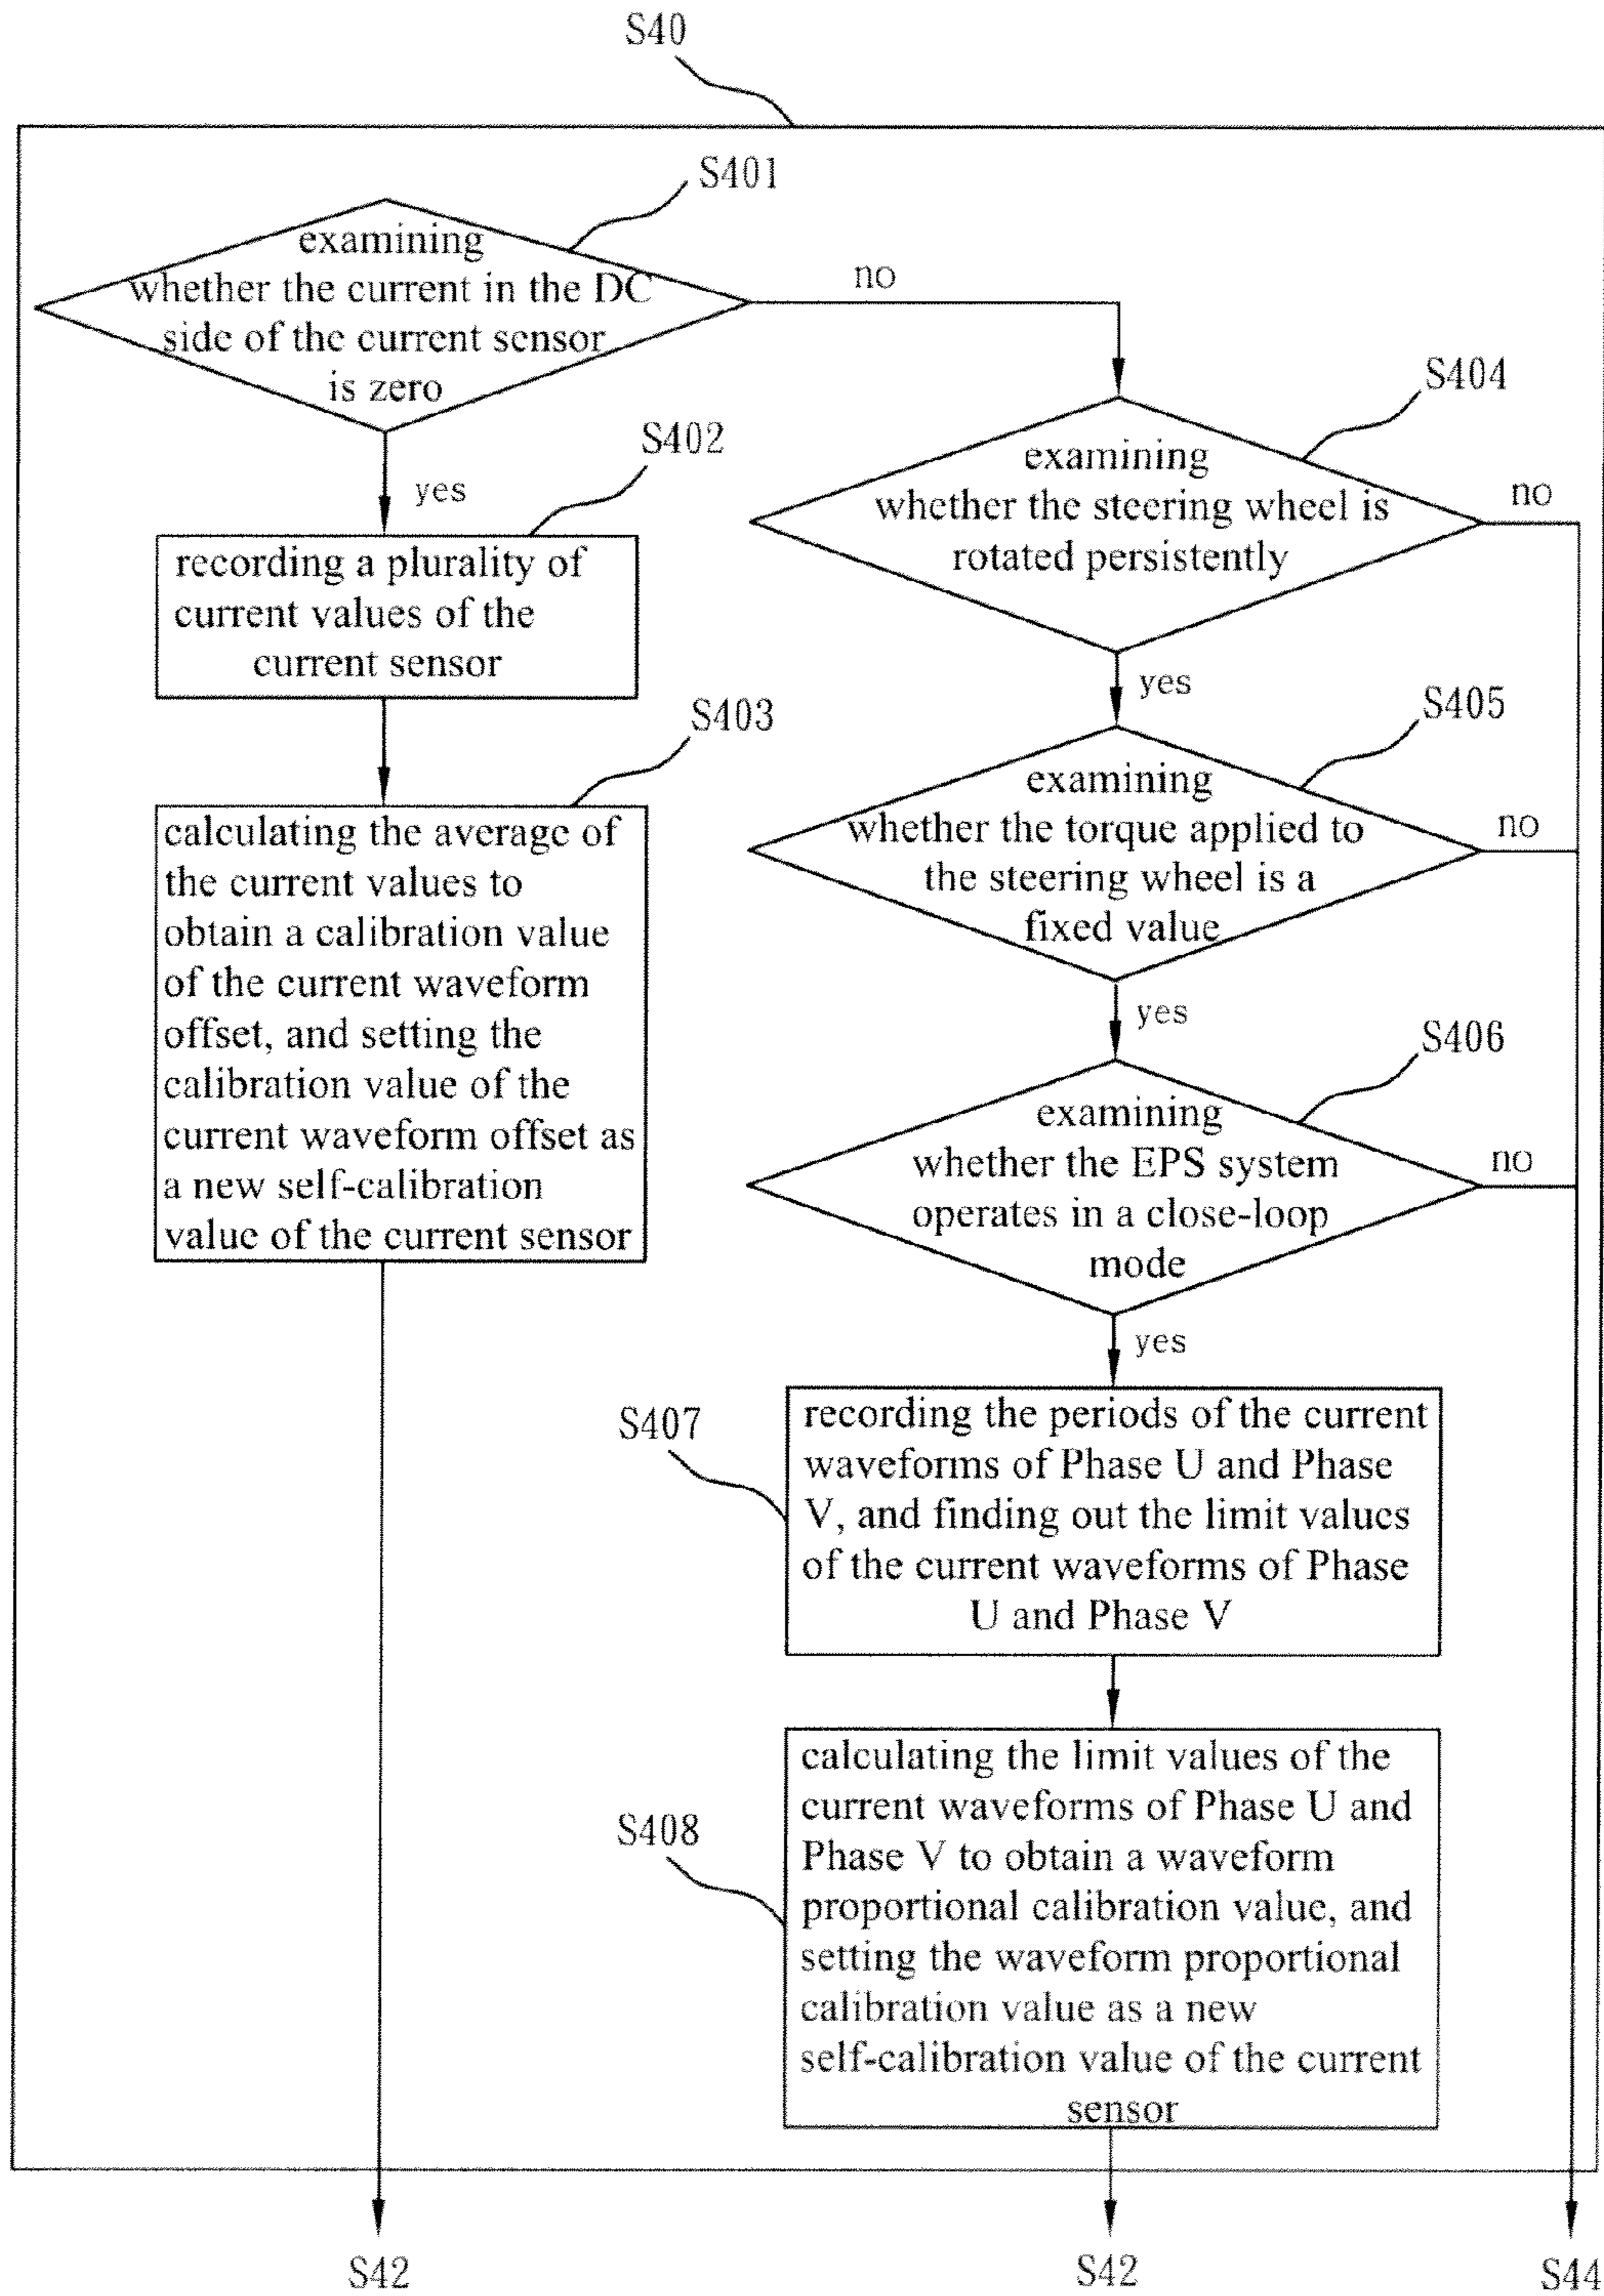 S40
S401
examining
whether the current in the DC
side of the current sensor
is zero
no
yes
S402
recording a plurality of
current values of the
current sensor
S403
calculating the average of
the current values to
obtain a calibration value
of the current waveform
offset, and setting the
calibration value of the
current waveform offset as
a new self-calibration
value of the current sensor
S42
S404
examining
whether the steering wheel is
rotated persistently
no
yes
S405
examining
whether the torque applied to
the steering wheel is a
fixed value
no
yes
S406
examining
whether the EPS system
operates in a close-loop
mode
no
yes
S407
recording the periods of the current
waveforms of Phase U and Phase
V, and finding out the limit values
of the current waveforms of Phase
U and Phase V
S408
calculating the limit values of the
current waveforms of Phase U and
Phase V to obtain a waveform
proportional calibration value, and
setting the waveform proportional
calibration value as a new
self-calibration value of the current
sensor
S42
S44